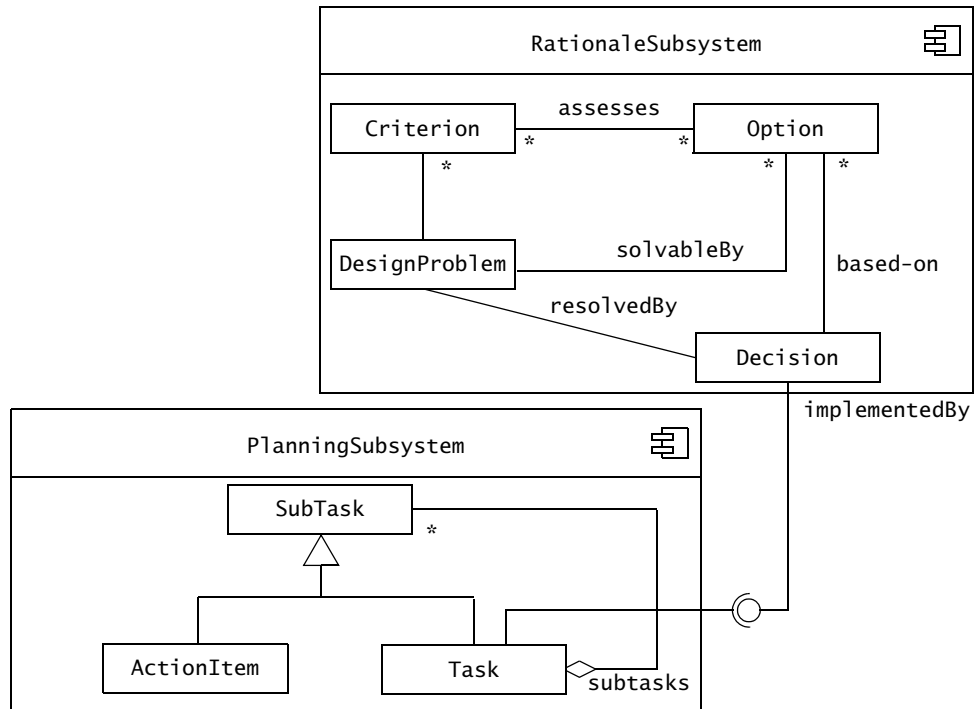 RationaleSubsystem
assesses
Criterion
Option
*
*
*
*
*
solvableBy
DesignProblem
based-on
resolvedBy
Decision
implementedBy
PlanningSubsystem
SubTask
*
ActionItem
Task
subtasks